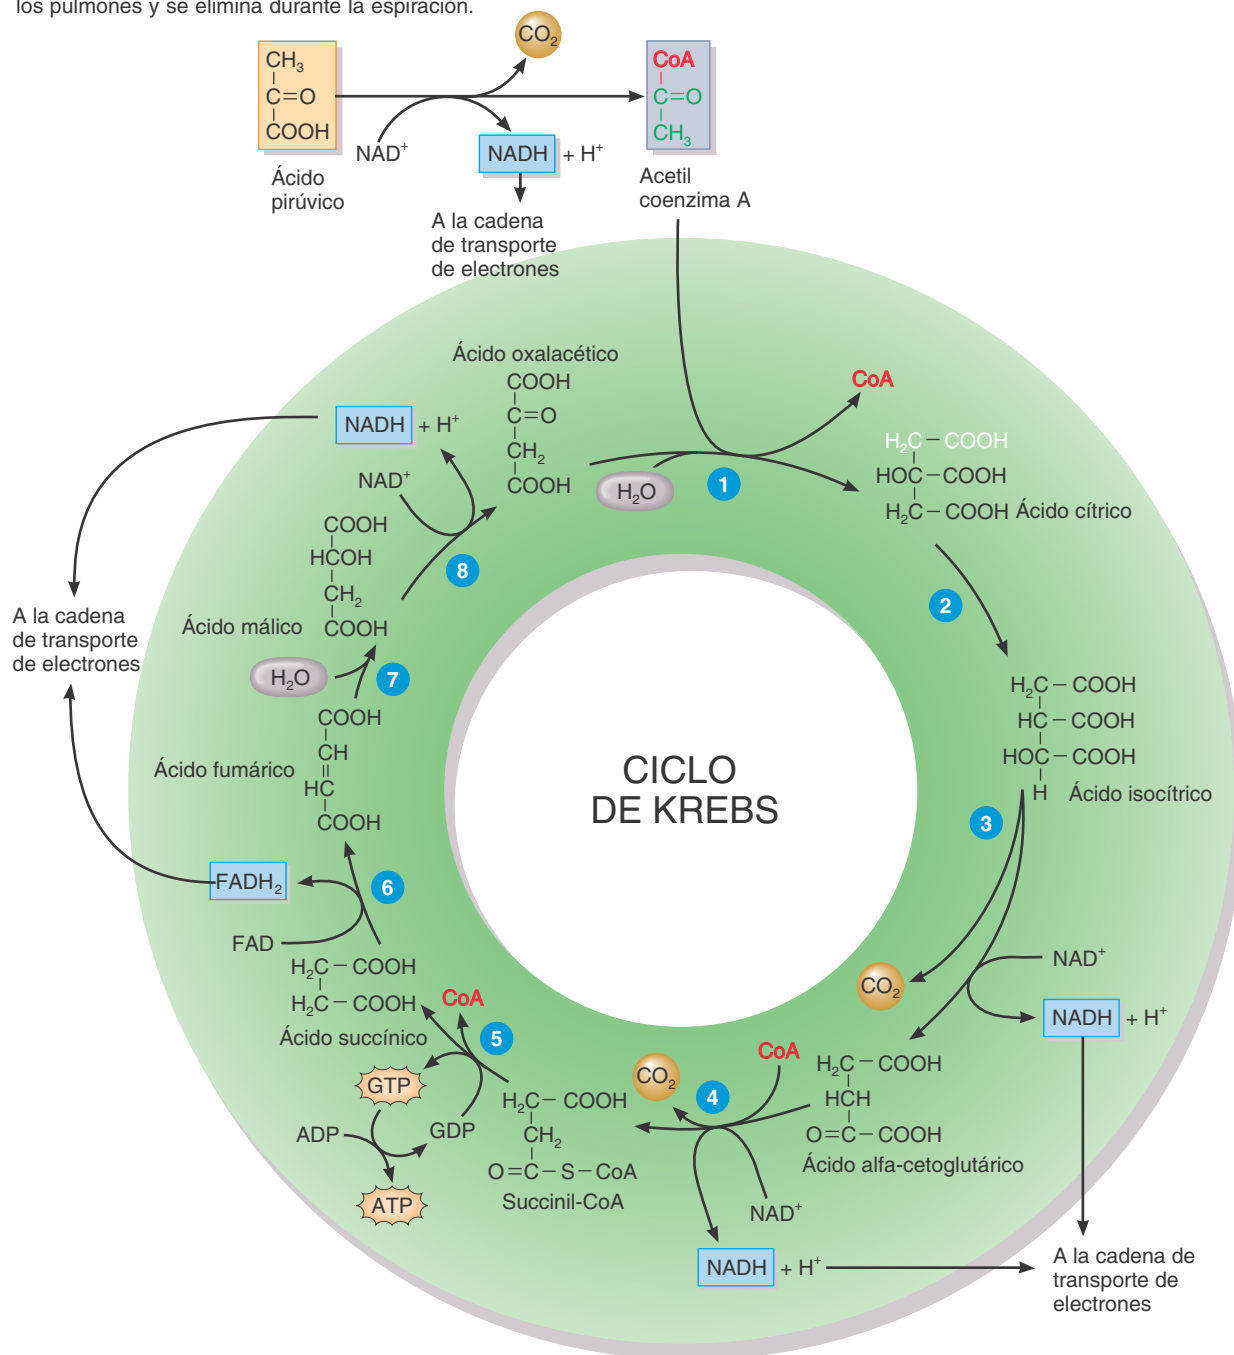 los pulmones y se elimina durante la espiración.
CO₂
CH₃
C=O
COOH
Ácido
pirúvico
NAD⁺
NADH + H⁺
A la cadena
de transporte
de electrones
CoA
C=O
CH₃
Acetil
coenzima A
Ácido oxalacético
COOH
C=O
CH₂
COOH
H₂O
1
CoA
H₂C – COOH
HOC – COOH
H₂C – COOH
Ácido cítrico
2
H₂C – COOH
HC – COOH
HOC – COOH
H
Ácido isocítrico
3
CO₂
NAD⁺
NADH + H⁺
A la cadena de
transporte de
electrones
H₂C – COOH
HCH
O=C – COOH
Ácido alfa-cetoglutárico
CoA
4
CO₂
NAD⁺
NADH + H⁺
H₂C – COOH
CH₂
O=C – S – CoA
Succinil-CoA
5
CoA
GTP
GDP
ADP
ATP
H₂C – COOH
H₂C – COOH
Ácido succínico
6
FAD
FADH₂
COOH
CH
HC
COOH
Ácido fumárico
7
H₂O
COOH
HCOH
CH₂
COOH
Ácido málico
8
NAD⁺
NADH + H⁺
A la cadena
de transporte
de electrones
CICLO
DE KREBS